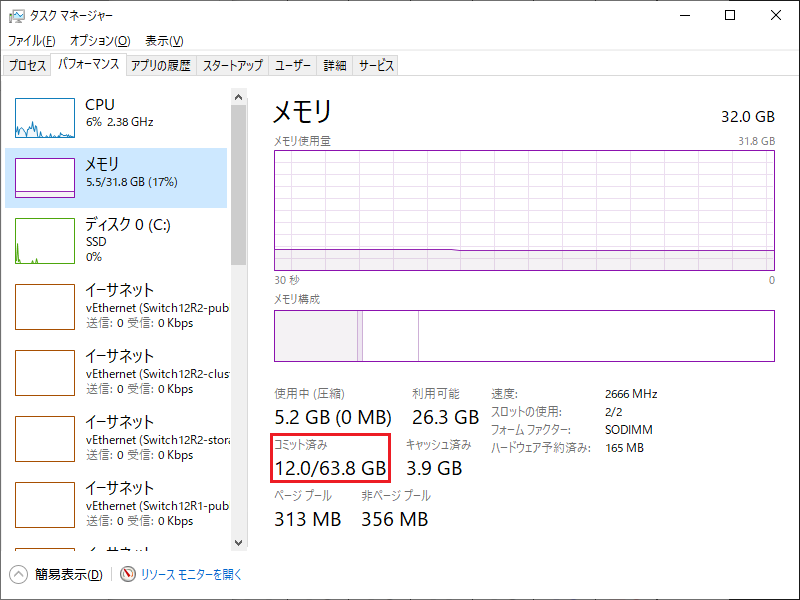 タスク マネージャー
ファイル(F) オプション(O) 表示(V)
プロセス パフォーマンス アプリの履歴 スタートアップ ユーザー 詳細 サービス
CPU
6% 2.38 GHz
メモリ
5.5/31.8 GB (17%)
ディスク 0 (C:)
SSD
0%
イーサネット
vEthernet (Switch12R2-pub
送信: 0 受信: 0 Kbps
イーサネット
vEthernet (Switch12R2-clus
送信: 0 受信: 0 Kbps
イーサネット
vEthernet (Switch12R2-stora
送信: 0 受信: 0 Kbps
イーサネット
vEthernet (Switch12R1-pub
送信: 0 受信: 0 Kbps
メモリ 32.0 GB
メモリ使用量 31.8 GB
30 秒 0
メモリ構成
使用中 (圧縮) 利用可能
5.2 GB (0 MB) 26.3 GB
コミット済み キャッシュ済み
12.0/63.8 GB 3.9 GB
ページ プール 非ページ プール
313 MB 356 MB
速度: 2666 MHz
スロットの使用: 2/2
フォーム ファクター: SODIMM
ハードウェア予約済み: 165 MB
簡易表示(D) リソース モニターを開く